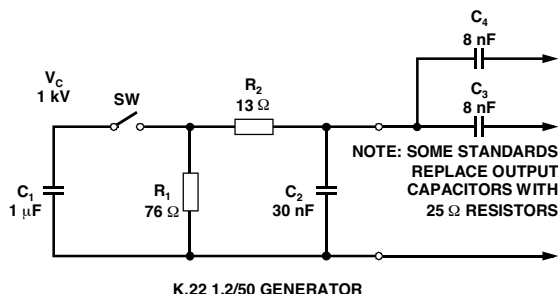 C4
8 nF
VC
1 kV
SW
R2
13 Ω
C3
8 nF
NOTE: SOME STANDARDS
REPLACE OUTPUT
CAPACITORS WITH
25 Ω RESISTORS
C1
1 μF
R1
76 Ω
C2
30 nF
K.22 1.2/50 GENERATOR